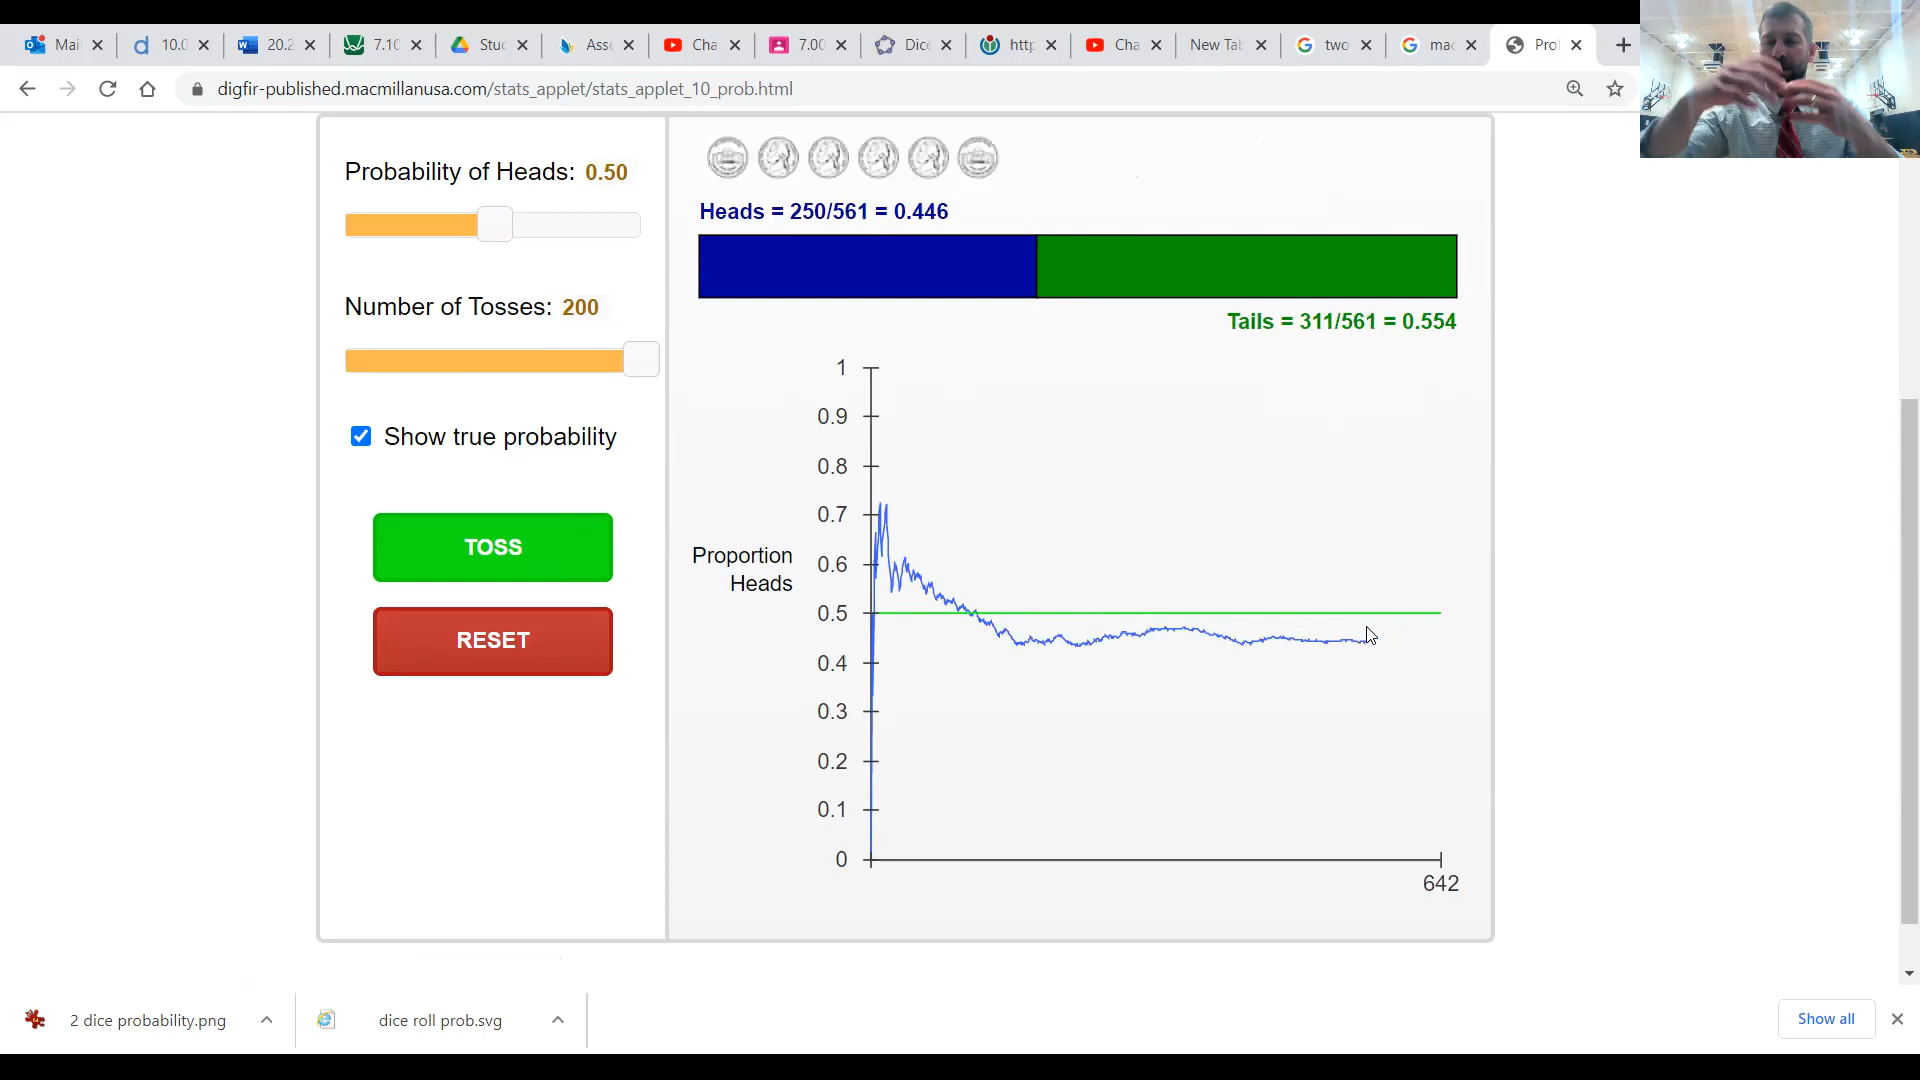 Mai
10.0
20.2
7.10
Stuc
Asse
Cha
7.00
Dice
http
Cha
New Tab
two
mac
Prol
digfir-published.macmillanusa.com/stats_applet/stats_applet_10_prob.html
Probability of Heads: 0.50
Number of Tosses: 200
Show true probability
TOSS
RESET
Heads = 250/561 = 0.446
Tails = 311/561 = 0.554
1
0.9
0.8
0.7
0.6
0.5
0.4
0.3
0.2
0.1
0
Proportion
Heads
642
2 dice probability.png
dice roll prob.svg
Show all